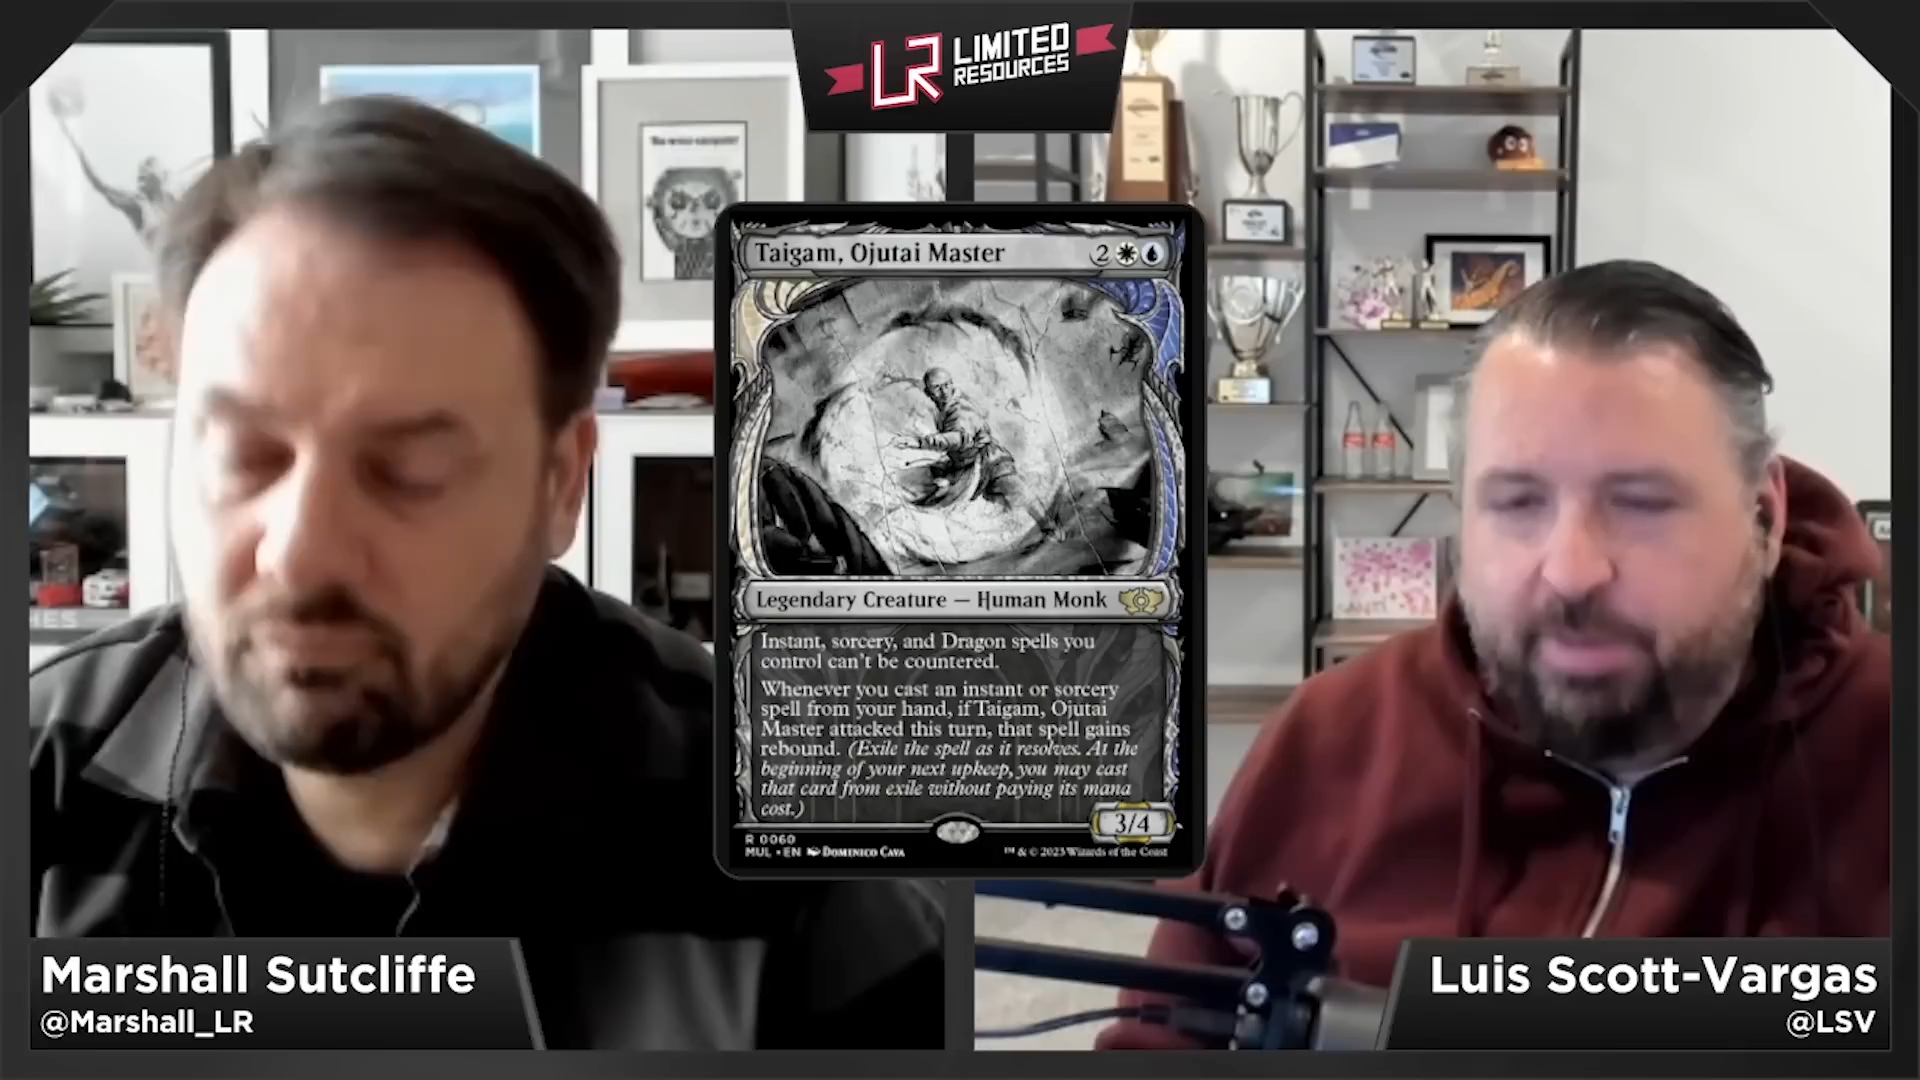 LR LIMITED
RESOURCES
Taigam, Ojutai Master 2
Legendary Creature — Human Monk
Instant, sorcery, and Dragon spells you
control can't be countered.
Whenever you cast an instant or sorcery
spell from your hand, if Taigam, Ojutai
Master attacked this turn, that spell gains
rebound. (Exile the spell as it resolves. At the
beginning of your next upkeep, you may cast
that card from exile without paying its mana
cost.)
3/4
R 0060
MUL • EN Dominico Cava
™ & © 2023 Wizards of the Coast
Marshall Sutcliffe
@Marshall_LR
Luis Scott-Vargas
@LSV